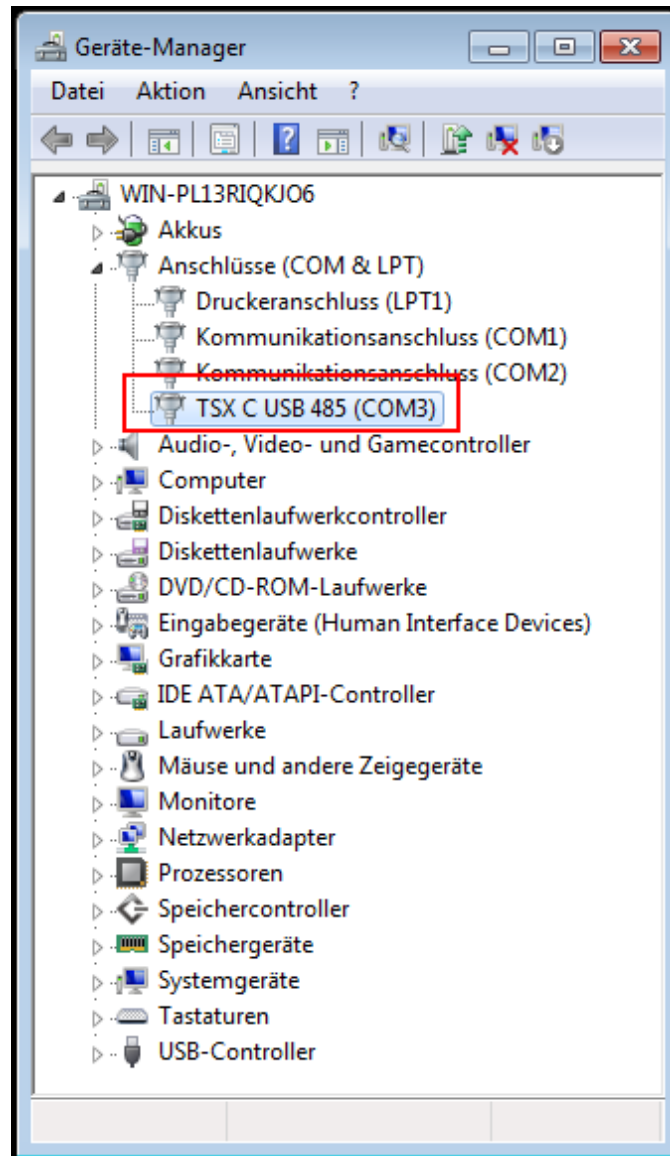 Geräte-Manager
Datei Aktion Ansicht ?
WIN-PL13RIQKJO6
Akkus
Anschlüsse (COM & LPT)
Druckeranschluss (LPT1)
Kommunikationsanschluss (COM1)
Kommunikationsanschluss (COM2)
TSX C USB 485 (COM3)
Audio-, Video- und Gamecontroller
Computer
Diskettenlaufwerkcontroller
Diskettenlaufwerke
DVD/CD-ROM-Laufwerke
Eingabegeräte (Human Interface Devices)
Grafikkarte
IDE ATA/ATAPI-Controller
Laufwerke
Mäuse und andere Zeigegeräte
Monitore
Netzwerkadapter
Prozessoren
Speichercontroller
Speichergeräte
Systemgeräte
Tastaturen
USB-Controller